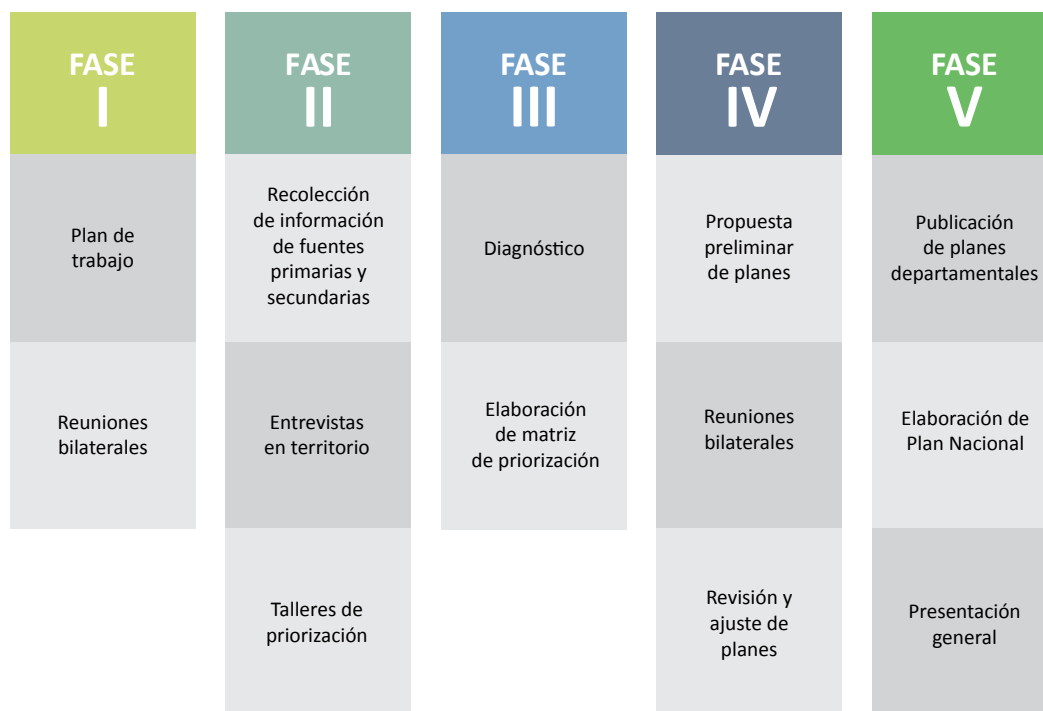 FASE
I
Plan de
trabajo
Reuniones
bilaterales
FASE
II
Recolección
de información
de fuentes
primarias y
secundarias
Entrevistas
en territorio
Talleres de
priorización
FASE
III
Diagnóstico
Elaboración
de matriz
de priorización
FASE
IV
Propuesta
preliminar
de planes
Reuniones
bilaterales
Revisión y
ajuste de
planes
FASE
V
Publicación
de planes
departamentales
Elaboración de
Plan Nacional
Presentación
general